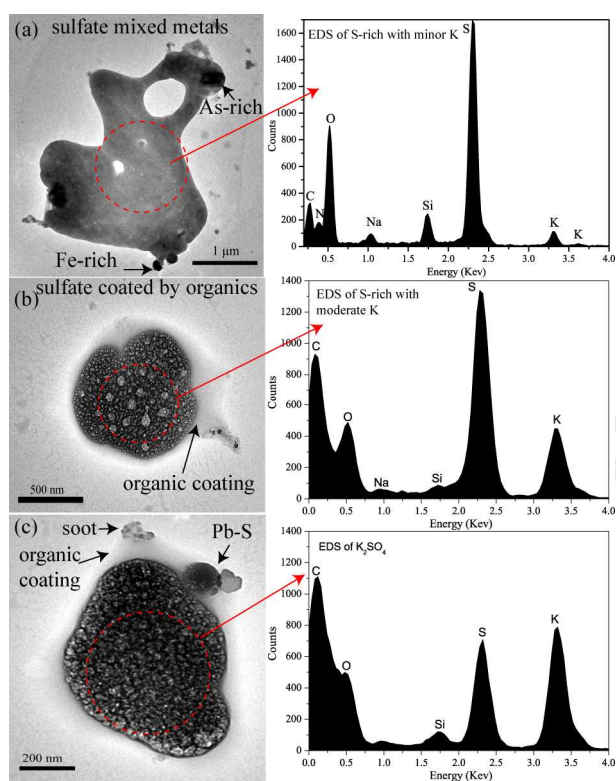 (a) sulfate mixed metals
As-rich
Fe-rich
1 μm
EDS of S-rich with minor K
Counts
1600
1400
1200
1000
800
600
400
200
0
C
N
O
Na
Si
S
K
K
0.5 1.0 1.5 2.0 2.5 3.0 3.5 4.0
Energy (Kev)
(b) sulfate coated by organics
organic coating
500 nm
EDS of S-rich with
moderate K
Counts
1400
1200
1000
800
600
400
200
0
C
O
Na
Si
S
K
0.0 0.5 1.0 1.5 2.0 2.5 3.0 3.5 4.0
Energy (Kev)
(c)
soot
organic
coating
Pb-S
200 nm
EDS of K₂SO₄
Counts
1400
1200
1000
800
600
400
200
0
C
O
Si
S
K
0.0 0.5 1.0 1.5 2.0 2.5 3.0 3.5 4.0
Energy (Kev)